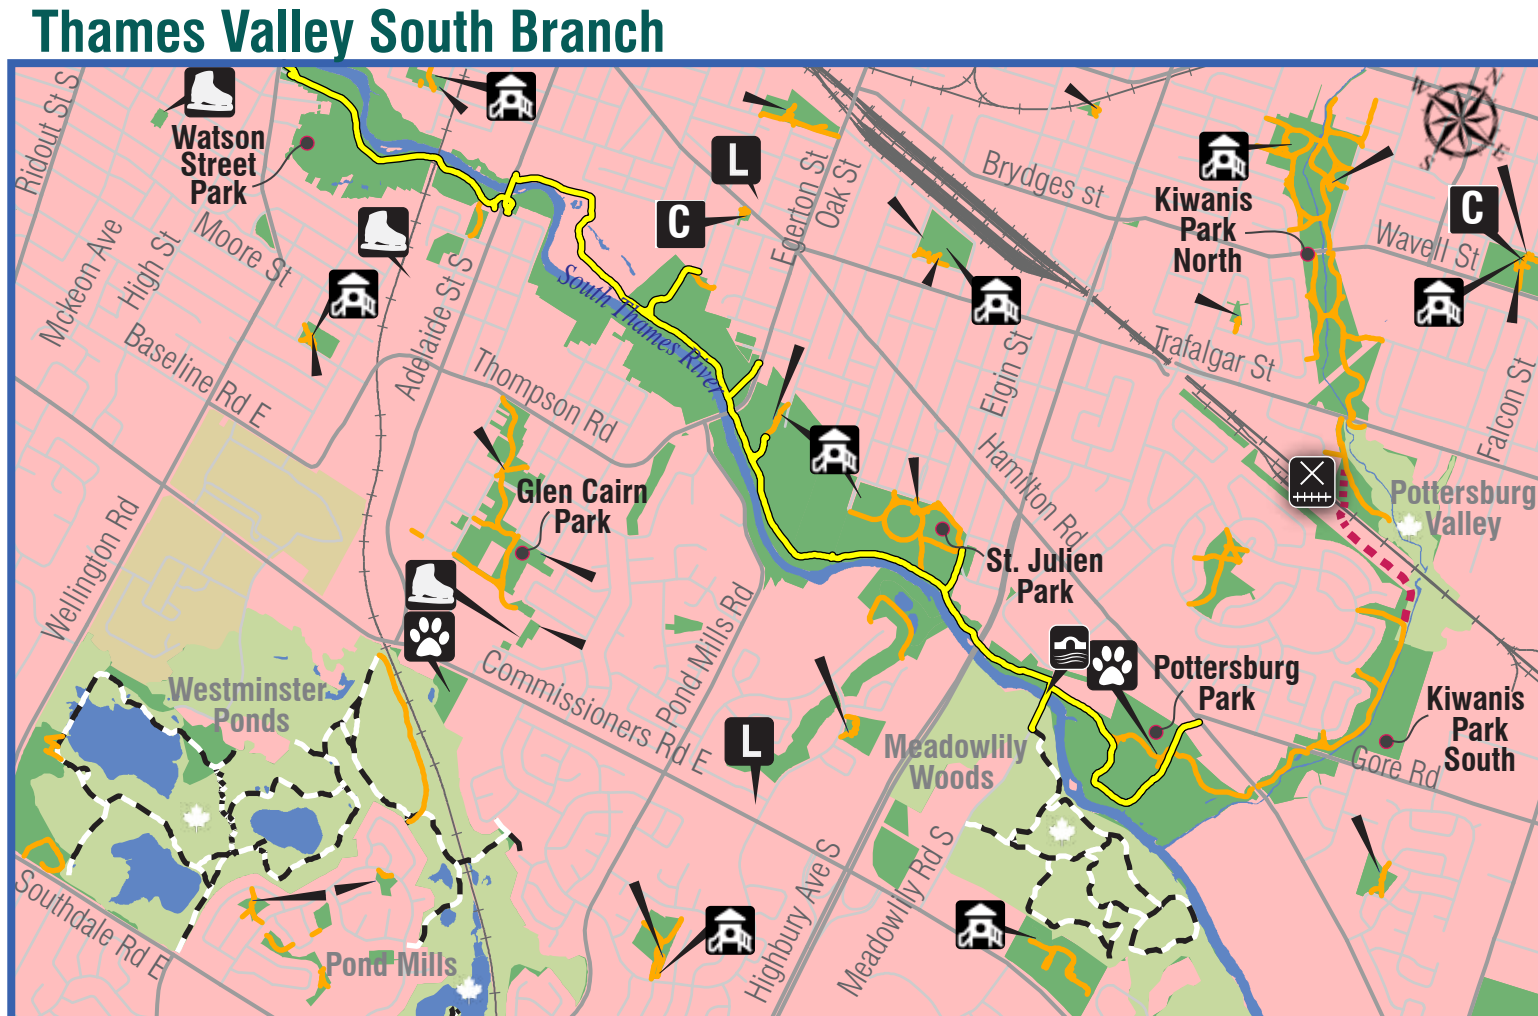 Thames Valley South Branch
Ridout St S
Watson
Street
Park
Mckeon Ave
High St
Moore St
Baseline Rd E
Adelaide St S
Thompson Rd
South Thames River
L
C
Egerton St
Oak St
Brydges st
Elgin St
Hamilton Rd
Trafalgar St
Kiwanis
Park
North
Wavell St
C
N
W
E
S
Falcon St
Pottersburg
Valley
Glen Cairn
Park
Wellington Rd
St. Julien
Park
Pond Mills Rd
Commissioners Rd E
Westminster
Ponds
L
Meadowlily
Woods
Pottersburg
Park
Kiwanis
Park
South
Gore Rd
Southdale Rd E
Pond Mills
Highbury Ave S
Meadowlily Rd S